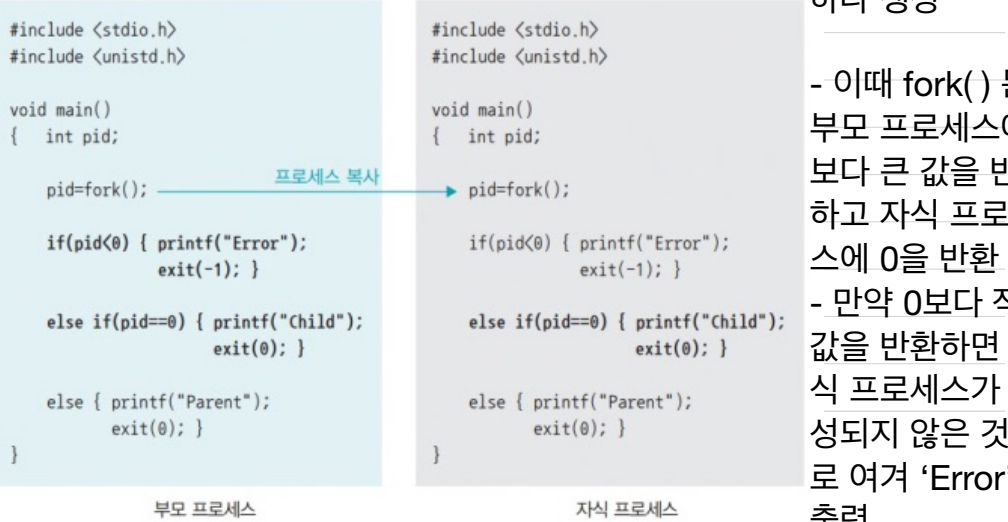 #include <stdio.h>
#include <unistd.h>
void main()
{ int pid;
pid=fork();
if(pid<0) { printf("Error");
exit(-1); }
else if(pid==0) { printf("Child");
exit(0); }
else { printf("Parent");
exit(0); }
}
부모 프로세스
프로세스 복사
#include <stdio.h>
#include <unistd.h>
void main()
{ int pid;
pid=fork();
if(pid<0) { printf("Error");
exit(-1); }
else if(pid==0) { printf("Child");
exit(0); }
else { printf("Parent");
exit(0); }
}
자식 프로세스
- 이때 fork( )
부모 프로세스에
보다 큰 값을 반
하고 자식 프로
스에 0을 반환
- 만약 0보다 작
값을 반환하면
식 프로세스가
성되지 않은 것
로 여겨 ‘Error’
출력